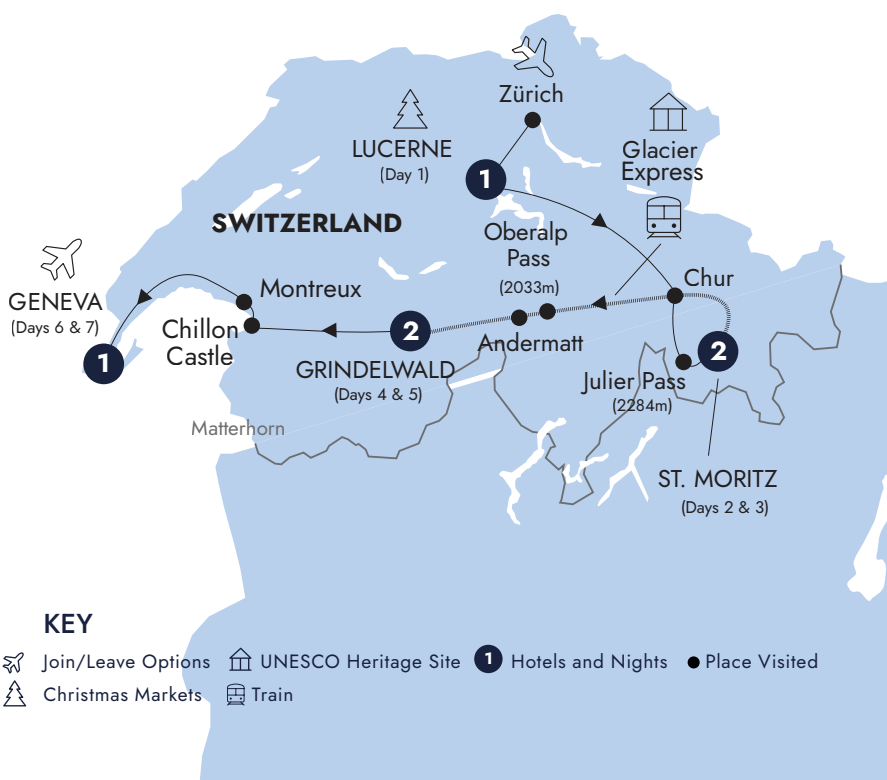 Zürich
LUCERNE
(Day 1)
1
Glacier
Express
SWITZERLAND
Oberalp
Pass
(2033m)
Chur
GENEVA
(Days 6 & 7)
1
Montreux
Chillon
Castle
2
GRINDELWALD
(Days 4 & 5)
Andermatt
2
Julier Pass
(2284m)
Matterhorn
ST. MORITZ
(Days 2 & 3)
KEY
Join/Leave Options
UNESCO Heritage Site
1 Hotels and Nights
Place Visited
Christmas Markets
Train